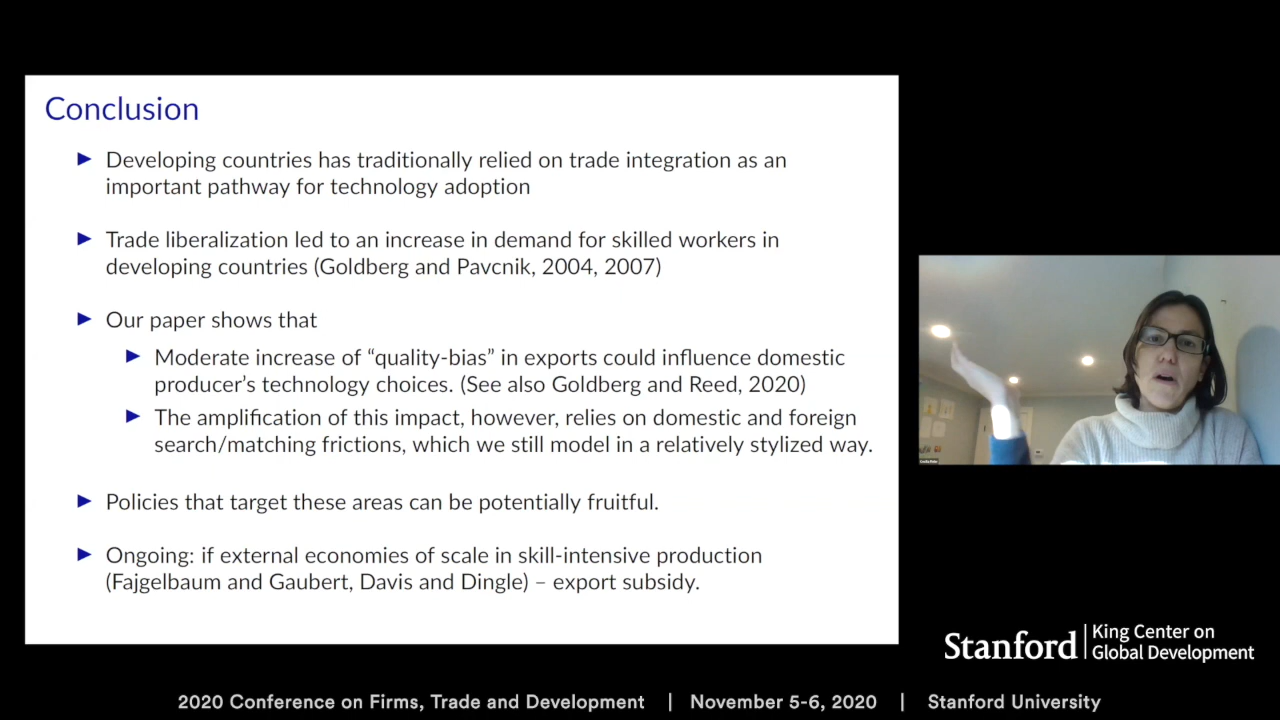 Conclusion
Developing countries has traditionally relied on trade integration as an
important pathway for technology adoption
Trade liberalization led to an increase in demand for skilled workers in
developing countries (Goldberg and Pavcnik, 2004, 2007)
Our paper shows that
Moderate increase of “quality-bias” in exports could influence domestic
producer's technology choices. (See also Goldberg and Reed, 2020)
The amplification of this impact, however, relies on domestic and foreign
search/matching frictions, which we still model in a relatively stylized way.
Policies that target these areas can be potentially fruitful.
Ongoing: if external economies of scale in skill-intensive production
(Fajgelbaum and Gaubert, Davis and Dingle) – export subsidy.
Stanford | King Center on
Global Development
2020 Conference on Firms, Trade and Development | November 5-6, 2020 | Stanford University